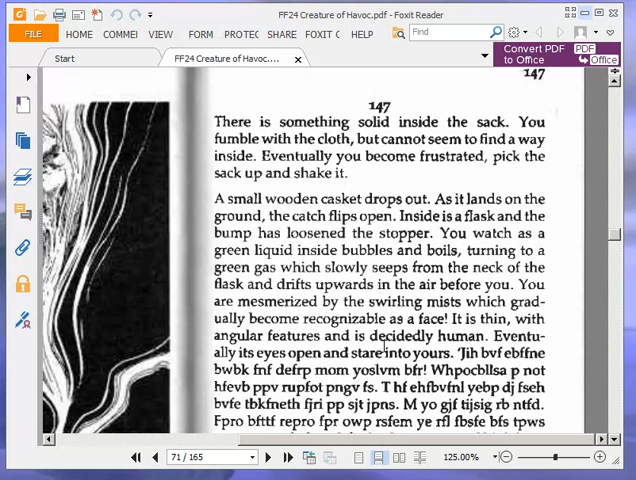 FF24 Creature of Havoc.pdf - Foxit Reader
FILE HOME COMMEI VIEW FORM PROTEC SHARE FOXIT C HELP Find
Start FF24 Creature of Havoc.... Convert PDF to Office PDF Office
147
147
There is something solid inside the sack. You
fumble with the cloth, but cannot seem to find a way
inside. Eventually you become frustrated, pick the
sack up and shake it.
A small wooden casket drops out. As it lands on the
ground, the catch flips open. Inside is a flask and the
bump has loosened the stopper. You watch as a
green liquid inside bubbles and boils, turning to a
green gas which slowly seeps from the neck of the
flask and drifts upwards in the air before you. You
are mesmerized by the swirling mists which grad-
ually become recognizable as a face! It is thin, with
angular features and is decidedly human. Eventu-
ally its eyes open and stare into yours. 'Jih bvf ebffne
bwbk fnf defrp mom yoslvm bfr! Whpocbllsa p not
hfevb ppv rupfot pngv fs. T hf ehfbvfnl yebp dj fseh
bvfe tbkfneth fjri pp sjt jpns. M yo gjf tijsig rb ntfd.
Fpro bfttf repro fpr owp rsfem ye rfl fbsfe bfs tpws
71 / 165 125.00%